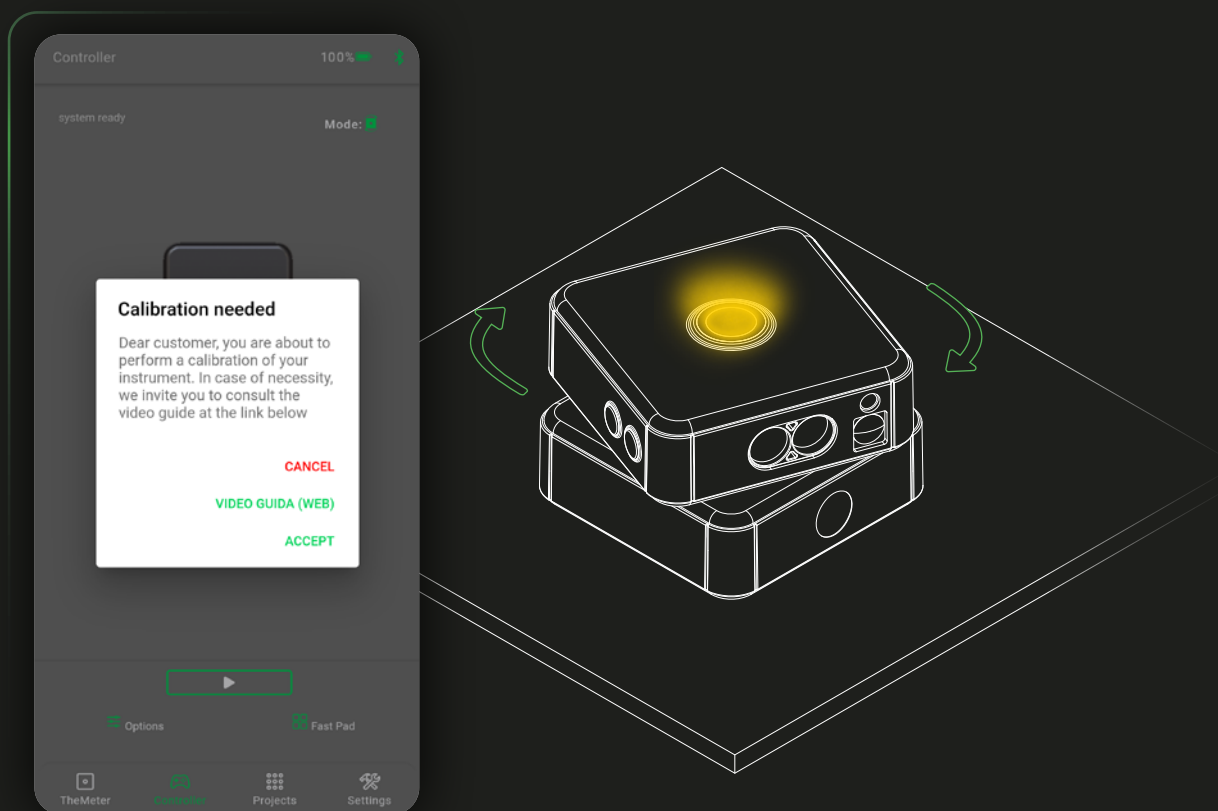 Controller
100%
system ready
Mode:
Calibration needed
Dear customer, you are about to
perform a calibration of your
instrument. In case of necessity,
we invite you to consult the
video guide at the link below
CANCEL
VIDEO GUIDA (WEB)
ACCEPT
Options
Fast Pad
TheMeter
Controller
Projects
Settings